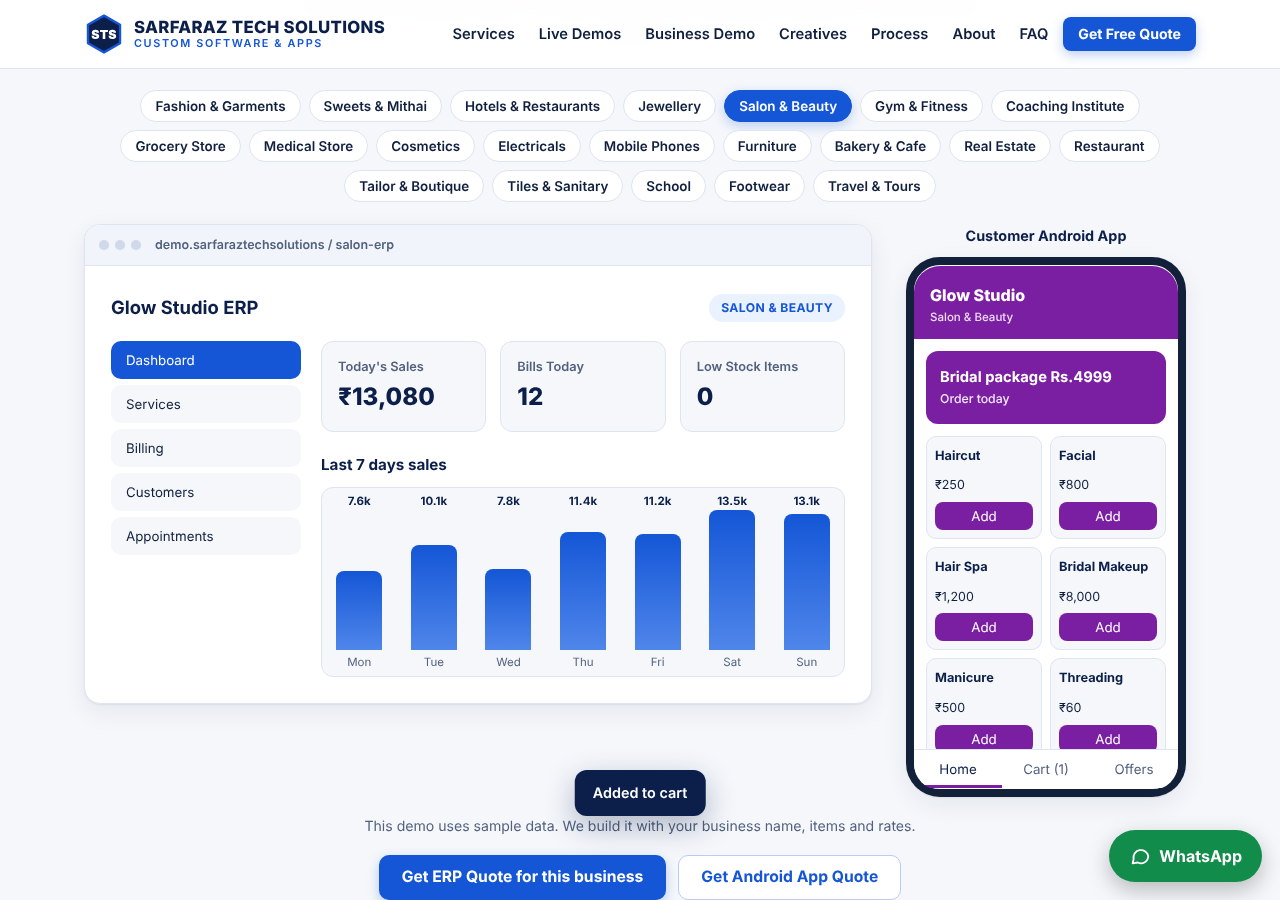 STS
SARFARAZ TECH SOLUTIONS
CUSTOM SOFTWARE & APPS
Services Live Demos Business Demo Creatives Process About FAQ Get Free Quote
Fashion & Garments Sweets & Mithai Hotels & Restaurants Jewellery Salon & Beauty Gym & Fitness Coaching Institute
Grocery Store Medical Store Cosmetics Electricals Mobile Phones Furniture Bakery & Cafe Real Estate Restaurant
Tailor & Boutique Tiles & Sanitary School Footwear Travel & Tours
demo.sarfaraztechsolutions / salon-erp
Glow Studio ERP SALON & BEAUTY
Dashboard
Services
Billing
Customers
Appointments
Today's Sales Bills Today Low Stock Items
₹13,080 12 0
Last 7 days sales
7.6k 10.1k 7.8k 11.4k 11.2k 13.5k 13.1k
Mon Tue Wed Thu Fri Sat Sun
Customer Android App
Glow Studio
Salon & Beauty
Bridal package Rs.4999
Order today
Haircut Facial
₹250 ₹800
Add Add
Hair Spa Bridal Makeup
₹1,200 ₹8,000
Add Add
Manicure Threading
₹500 ₹60
Add Add
Home Cart (1) Offers
Added to cart
This demo uses sample data. We build it with your business name, items and rates.
Get ERP Quote for this business Get Android App Quote
WhatsApp